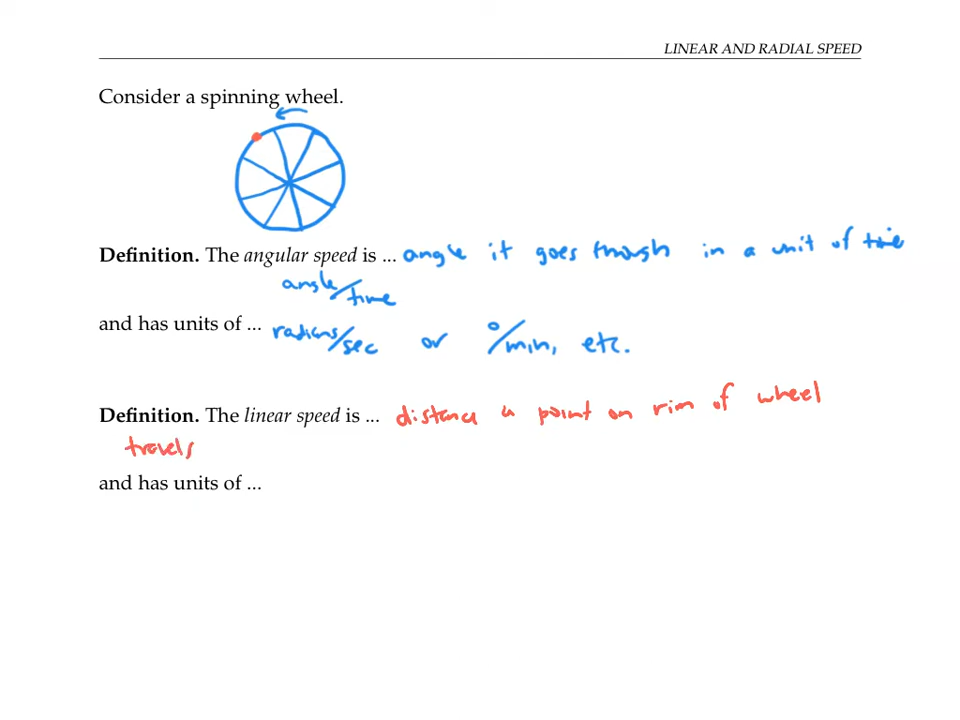 LINEAR AND RADIAL SPEED
Consider a spinning wheel.
Definition. The angular speed is ... angle it goes through in a unit of time
angle/time
and has units of ... radians/sec or °/min, etc.
Definition. The linear speed is ... distance a point on rim of wheel
travels
and has units of ...